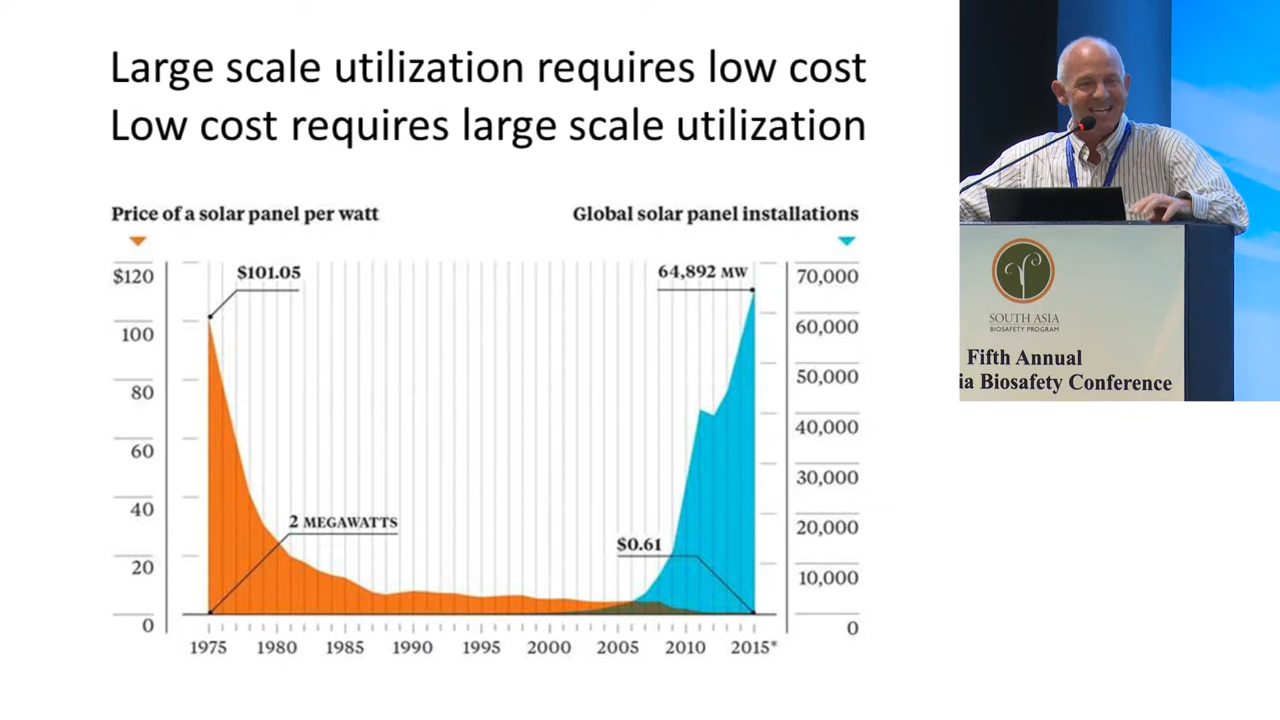 Large scale utilization requires low cost
Low cost requires large scale utilization
Price of a solar panel per watt
Global solar panel installations
$120
100
80
60
40
20
0
$101.05
2 MEGAWATTS
64,892 MW
$0.61
70,000
60,000
50,000
40,000
30,000
20,000
10,000
0
1975 1980 1985 1990 1995 2000 2005 2010 2015*
SOUTH ASIA
BIOSAFETY PROGRAM
Fifth Annual
ia Biosafety Conference